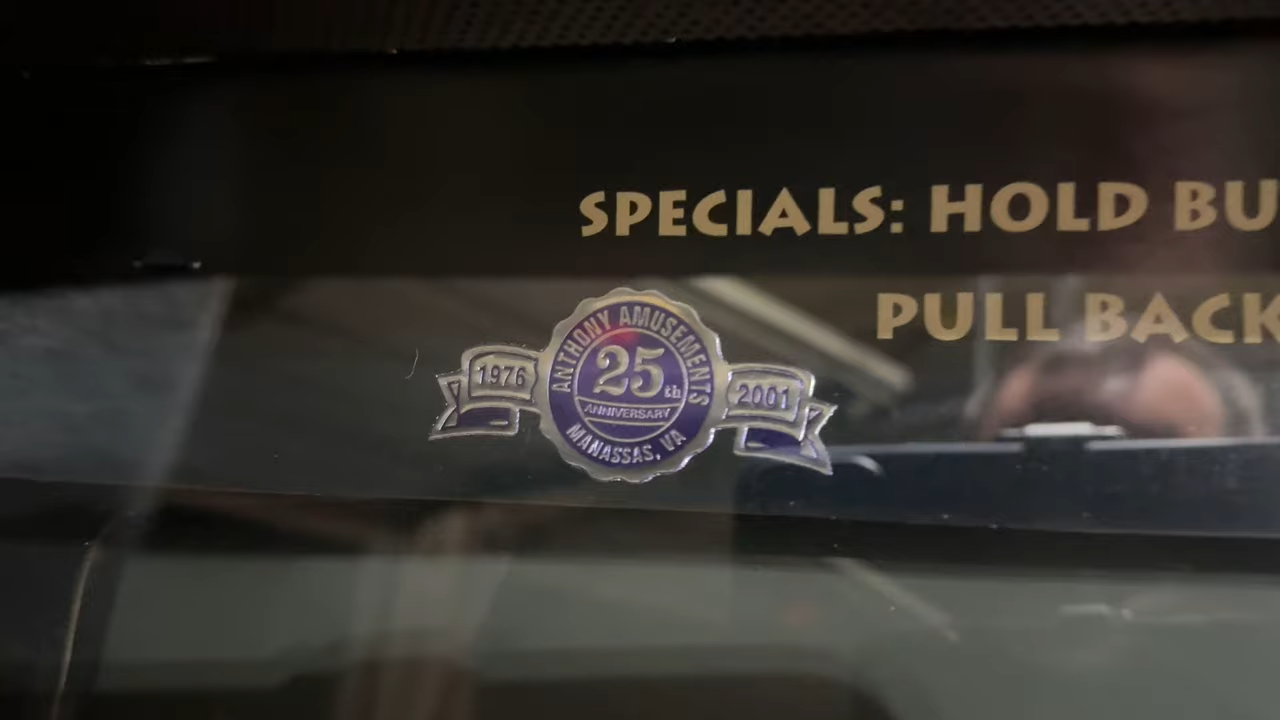 SPECIALS: HOLD BU
PULL BACK
ANTHONY AMUSEMENTS
1976
25th
2001
ANNIVERSARY
MANASSAS, VA